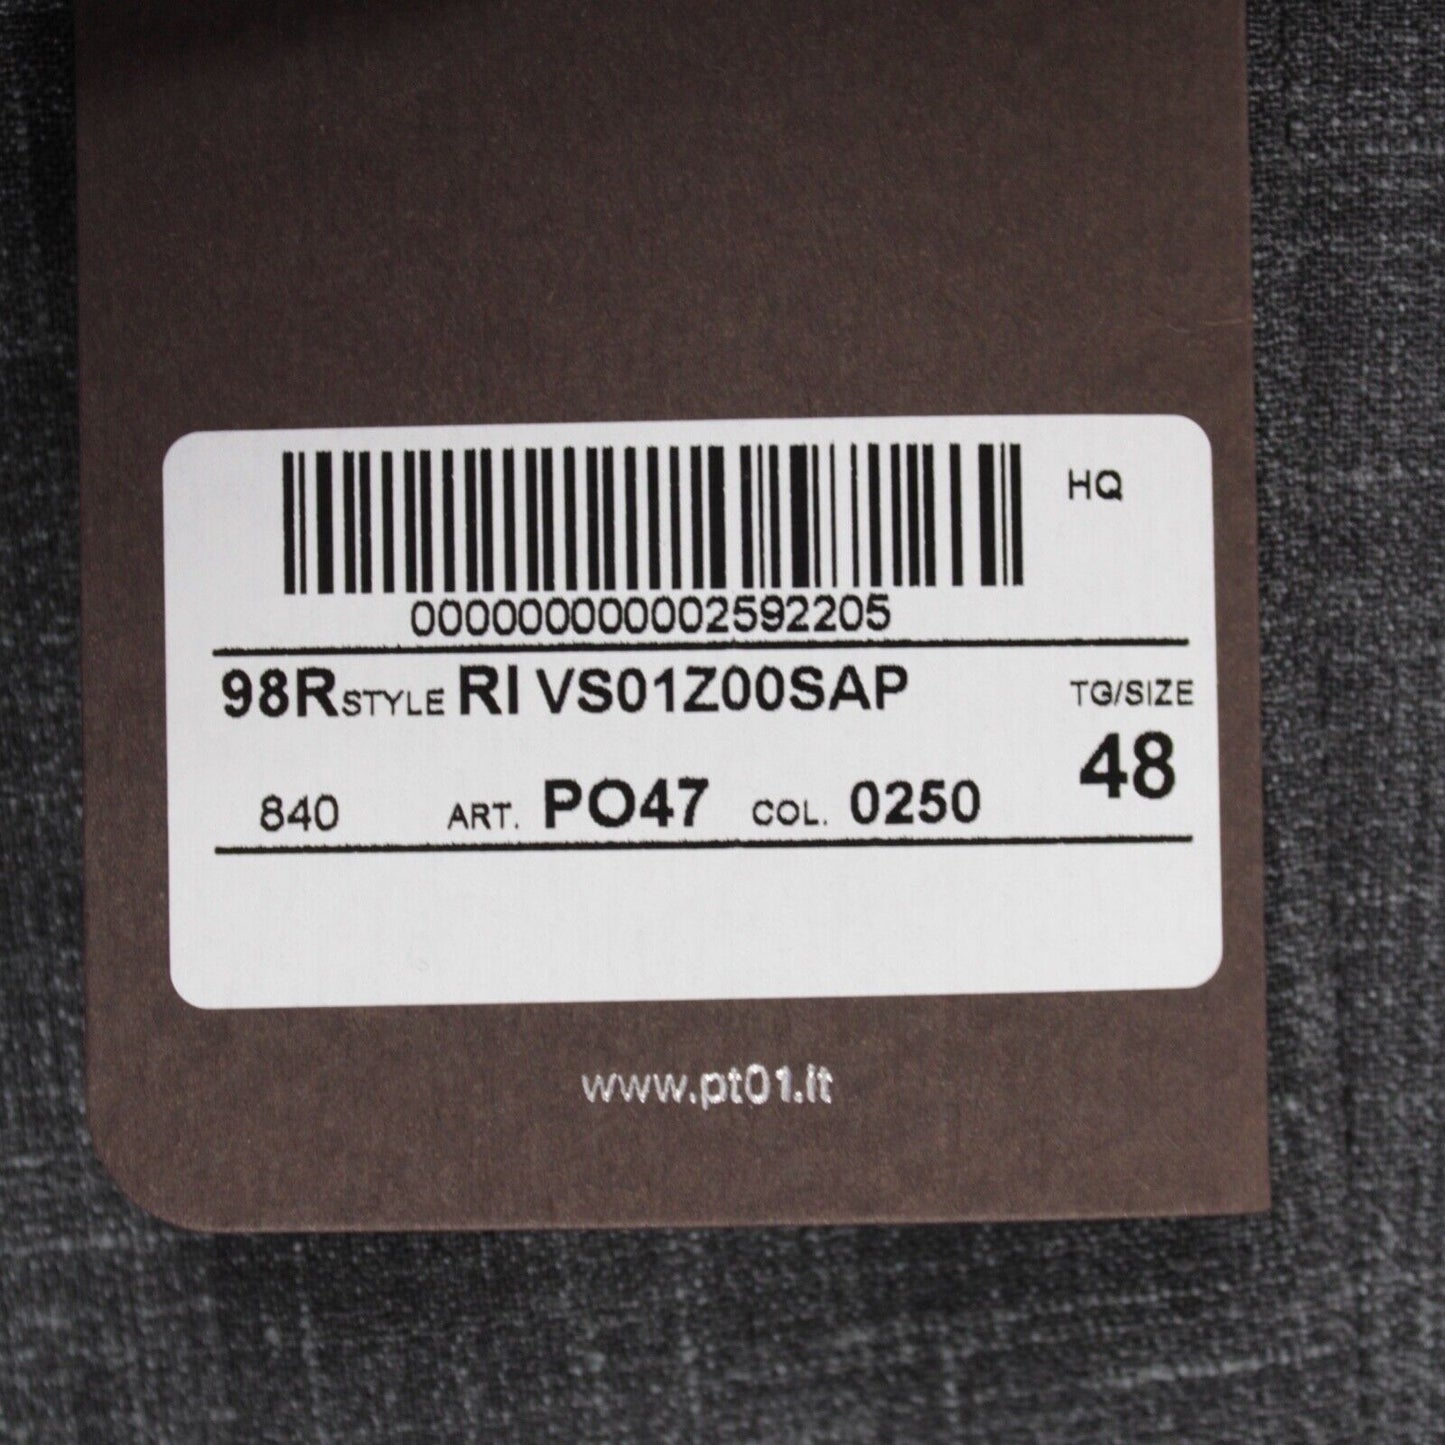 HQ
000000000002592205
98R STYLE RI VS01Z00SAP TG/SIZE
48
840 ART. PO47 COL. 0250
www.pt01.it